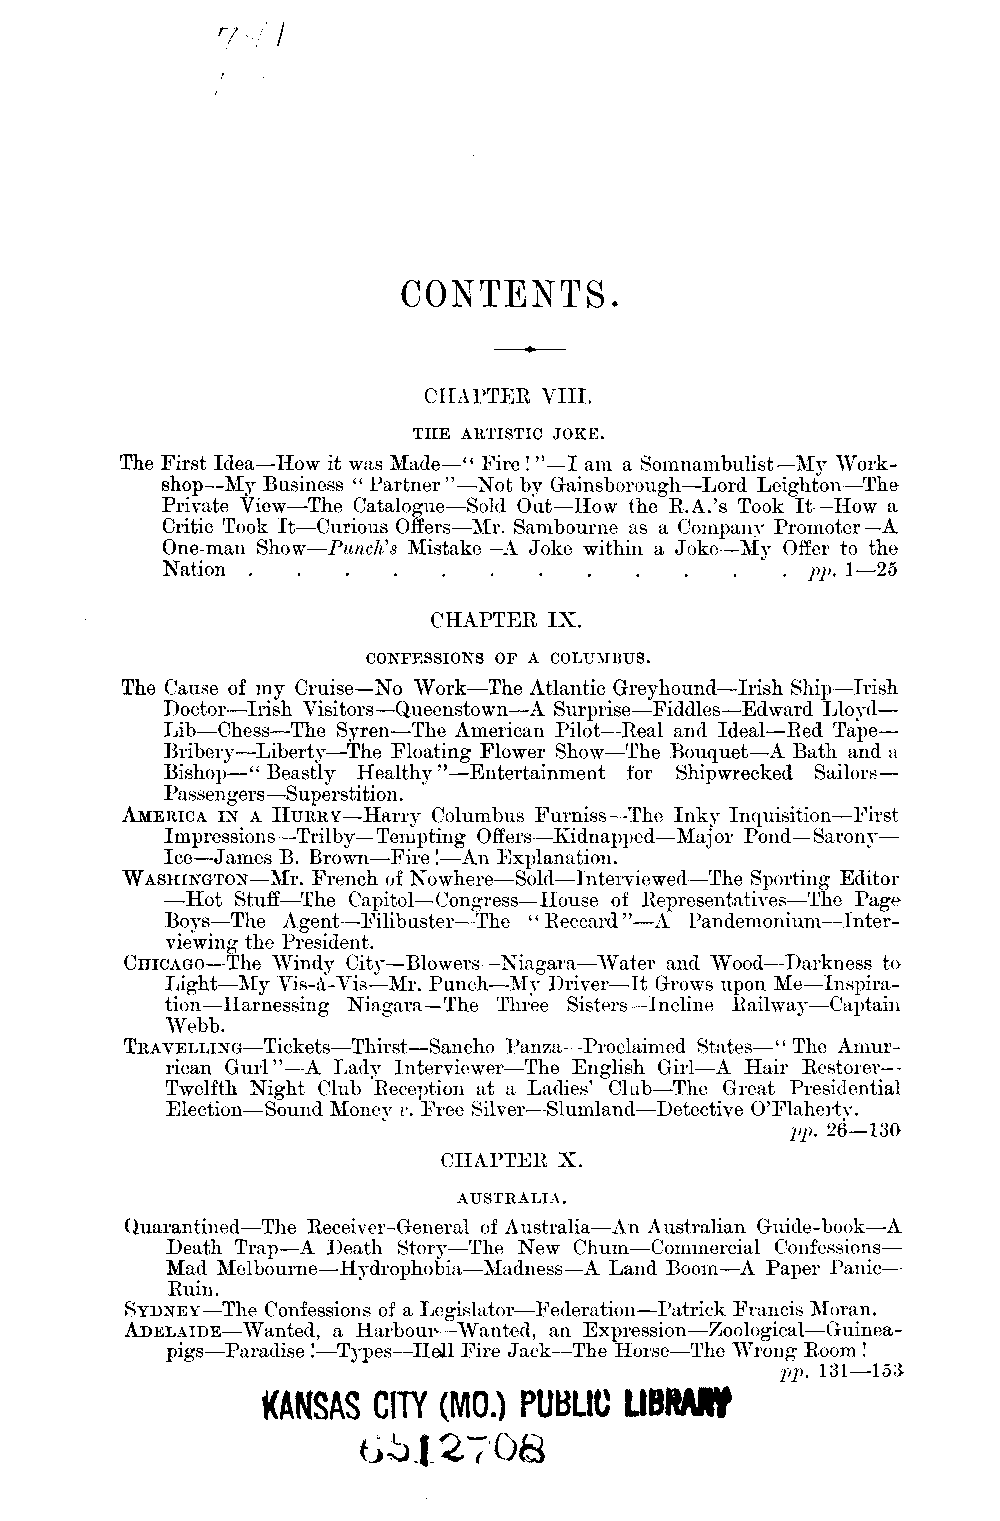 CONTENTS.
CHAPTER VIII.
THE ARTISTIC JOKE.
The First Idea—How it was Made—“ Fire ! ”—I am a Somnambulist—My Work-
shop—My Business “ Partner ”—Not by Gainsborough—Lord Leighton—The
Private View—The Catalogue—Sold Out—How the R.A.’s Took It—How a
Critic Took It—Curious Offers—Mr. Sambourne as a Company Promoter—A
One-man Show—Punch’s Mistake—A Joke within a Joke—My Offer to the
Nation . . . . . . . . . . . . pp. 1—25
CHAPTER IX.
CONFESSIONS OF A COLUMBUS.
The Cause of my Cruise—No Work—The Atlantic Greyhound—Irish Ship—Irish
Doctor—Irish Visitors—Queenstown—A Surprise—Fiddles—Edward Lloyd—
Lib—Chess—The Syren—The American Pilot—Real and Ideal—Red Tape—
Bribery—Liberty—The Floating Flower Show—The Bouquet—A Bath and a
Bishop—“ Beastly Healthy ”—Entertainment for Shipwrecked Sailors—
Passengers—Superstition.
AMERICA IN A HURRY—Harry Columbus Furniss—The Inky Inquisition—First
Impressions—Trilby—Tempting Offers—Kidnapped—Major Pond—Sarony—
Ice—James B. Brown—Fire !—An Explanation.
WASHINGTON—Mr. French of Nowhere—Sold—Interviewed—The Sporting Editor
—Hot Stuff—The Capitol—Congress—House of Representatives—The Page
Boys—The Agent—Filibuster—The “ Reccard ”—A Pandemonium—Inter-
viewing the President.
CHICAGO—The Windy City—Blowers—Niagara—Water and Wood—Darkness to
Light—My Vis-à-Vis—Mr. Punch—My Driver—It Grows upon Me—Inspira-
tion—Harnessing Niagara—The Three Sisters—Incline Railway—Captain
Webb.
TRAVELLING—Tickets—Thirst—Sancho Panza—Proclaimed States—“ The Amur-
rican Gurl ”—A Lady Interviewer—The English Girl—A Hair Restorer—
Twelfth Night Club Reception at a Ladies’ Club—The Great Presidential
Election—Sound Money v. Free Silver—Slumland—Detective O’Flaherty.
pp. 26—130
CHAPTER X.
AUSTRALIA.
Quarantined—The Receiver-General of Australia—An Australian Guide-book—A
Death Trap—A Death Story—The New Chum—Commercial Confessions—
Mad Melbourne—Hydrophobia—Madness—A Land Boom—A Paper Panic—
Ruin.
SYDNEY—The Confessions of a Legislator—Federation—Patrick Francis Moran.
ADELAIDE—Wanted, a Harbour—Wanted, an Expression—Zoological—Guinea-
pigs—Paradise !—Types—Hell Fire Jack—The Horse—The Wrong Room !
pp. 131—153
KANSAS CITY (MO.) PUBLIC LIBRARY
6512708